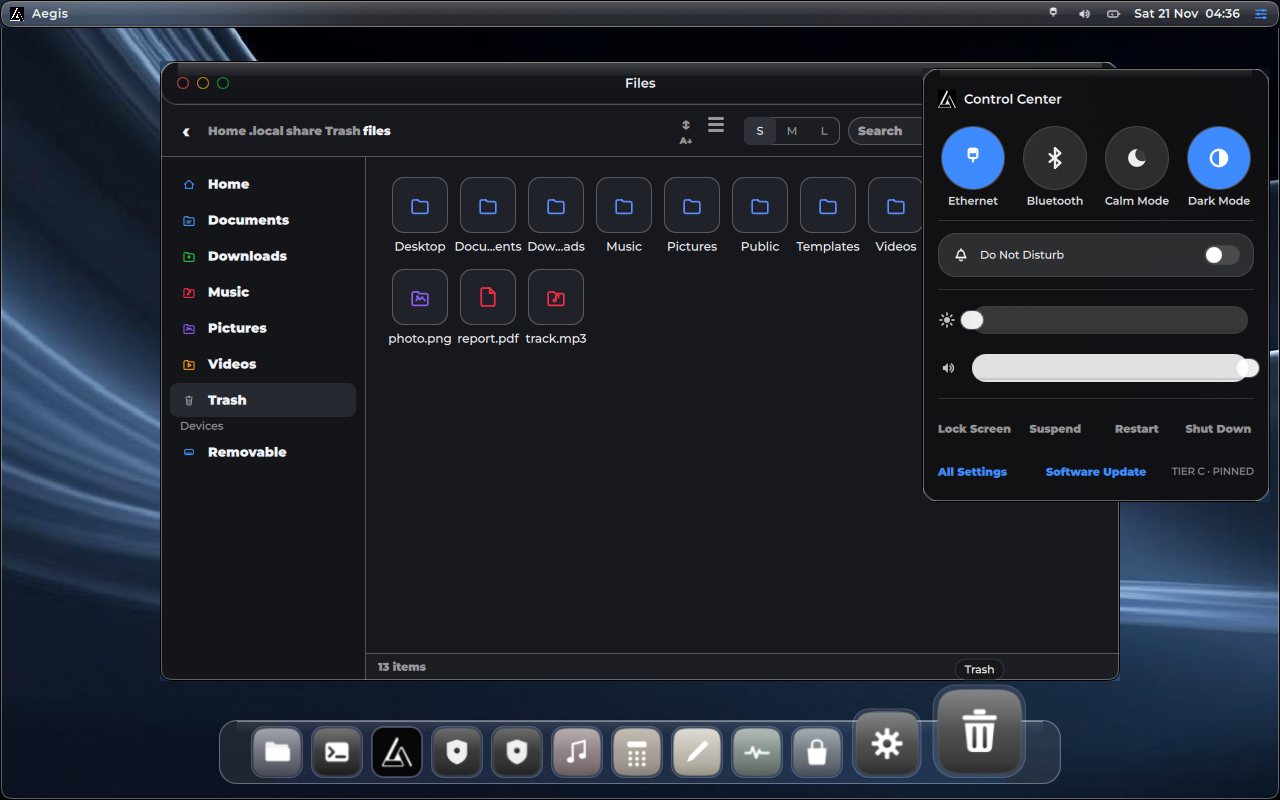 Aegis
Sat 21 Nov 04:36
Files
Home .local share Trash files
A+
S M L
Search
Home
Documents
Downloads
Music
Pictures
Videos
Trash
Devices
Removable
Desktop Docu...ents Dow...ads Music Pictures Public Templates Videos
photo.png report.pdf track.mp3
13 items
Control Center
Ethernet Bluetooth Calm Mode Dark Mode
Do Not Disturb
Lock Screen Suspend Restart Shut Down
All Settings Software Update TIER C · PINNED
Trash